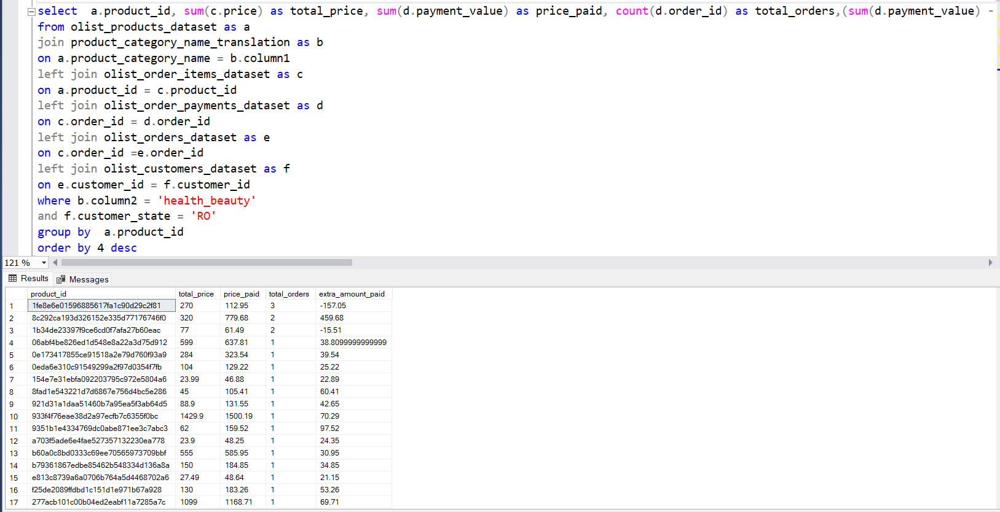 select  a.product_id, sum(c.price) as total_price, sum(d.payment_value) as price_paid, count(d.order_id) as total_orders,(sum(d.payment_value) -
from olist_products_dataset as a
join product_category_name_translation as b
on a.product_category_name = b.column1
left join olist_order_items_dataset as c
on a.product_id = c.product_id
left join olist_order_payments_dataset as d
on c.order_id = d.order_id
left join olist_orders_dataset as e
on c.order_id =e.order_id
left join olist_customers_dataset as f
on e.customer_id = f.customer_id
where b.column2 = 'health_beauty'
and f.customer_state = 'RO'
group by  a.product_id
order by 4 desc
121 %
Results Messages
product_id total_price price_paid total_orders extra_amount_paid
1 1fe8e6e01596885617fa1c90d29c2f81 270 112.95 3 -157.05
2 8c292ca193d326152e335d77176746f0 320 779.68 2 459.68
3 1b34de23397f9ce6cd0f7afa27b60eac 77 61.49 2 -15.51
4 06abf4be826ed1d548e8a22a3d75d912 599 637.81 1 38.8099999999999
5 0e173417855ce91518a2e79d760f93a9 284 323.54 1 39.54
6 0eda6e310c91549299a2f97d0354f7fb 104 129.22 1 25.22
7 154e7e31ebfa092203795c972e5804a6 23.99 46.88 1 22.89
8 8fad1e543221d7d6867e756d4bc5e286 45 105.41 1 60.41
9 921d31a1daa51460b7a95ea5f3ab64d5 88.9 131.55 1 42.65
10 933f4f76eae38d2a97ecfb7c6355f0bc 1429.9 1500.19 1 70.29
11 9351b1e4334769dc0abe871ee3c7abc3 62 159.52 1 97.52
12 a703f5ade6e4fae527357132230ea778 23.9 48.25 1 24.35
13 b60a0c8bd0333c69ee70565973709bbf 555 585.95 1 30.95
14 b79361867edbe85462b548334d136a8a 150 184.85 1 34.85
15 e813c8739a6a0706b764a5d4468702a6 27.49 48.64 1 21.15
16 f25de2089ffdbd1c151d1e971b67a928 130 183.26 1 53.26
17 277acb101c00b04ed2eabf11a7285a7c 1099 1168.71 1 69.71